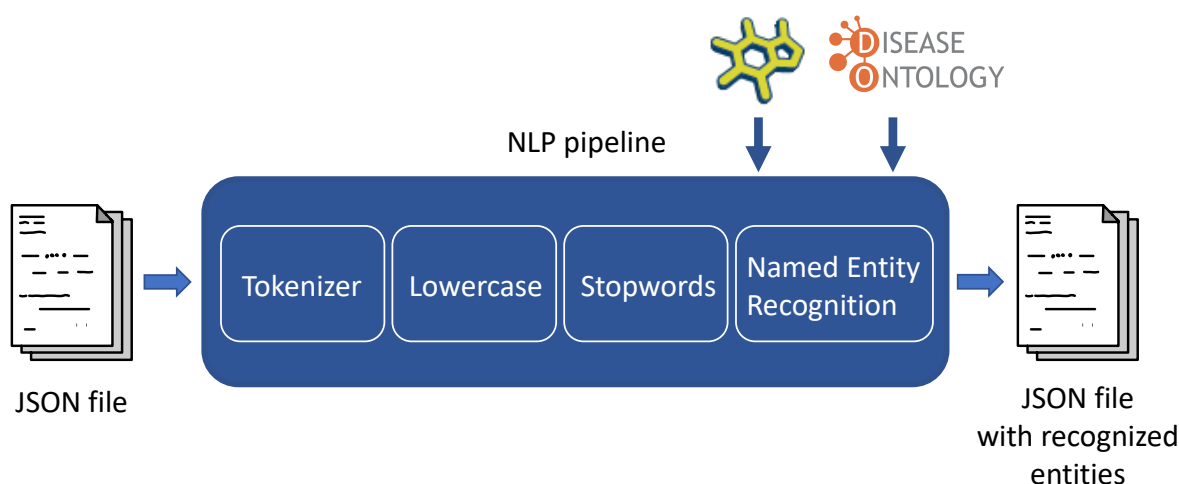 DISEASE
ONTOLOGY
NLP pipeline
Tokenizer
Lowercase
Stopwords
Named Entity
Recognition
JSON file
JSON file
with recognized
entities